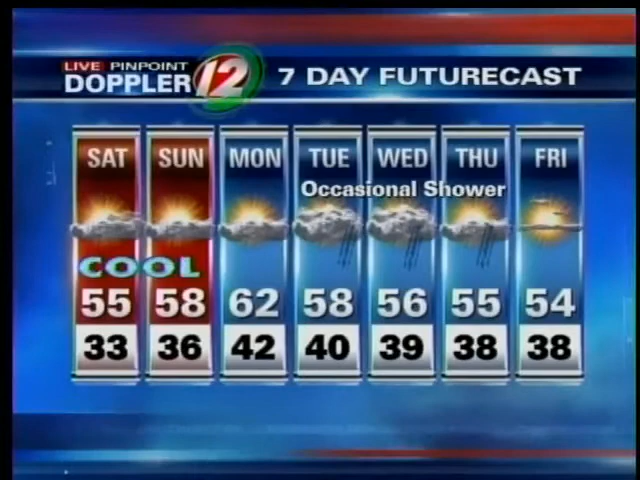 LIVE PINPOINT
DOPPLER 12
7 DAY FUTURECAST
SAT SUN MON TUE WED THU FRI
Occasional Shower
COOL
55 58 62 58 56 55 54
33 36 42 40 39 38 38